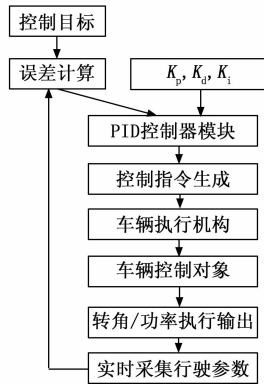 控制目标
误差计算
Kp,Kd,Ki
PID控制器模块
控制指令生成
车辆执行机构
车辆控制对象
转角/功率执行输出
实时采集行驶参数